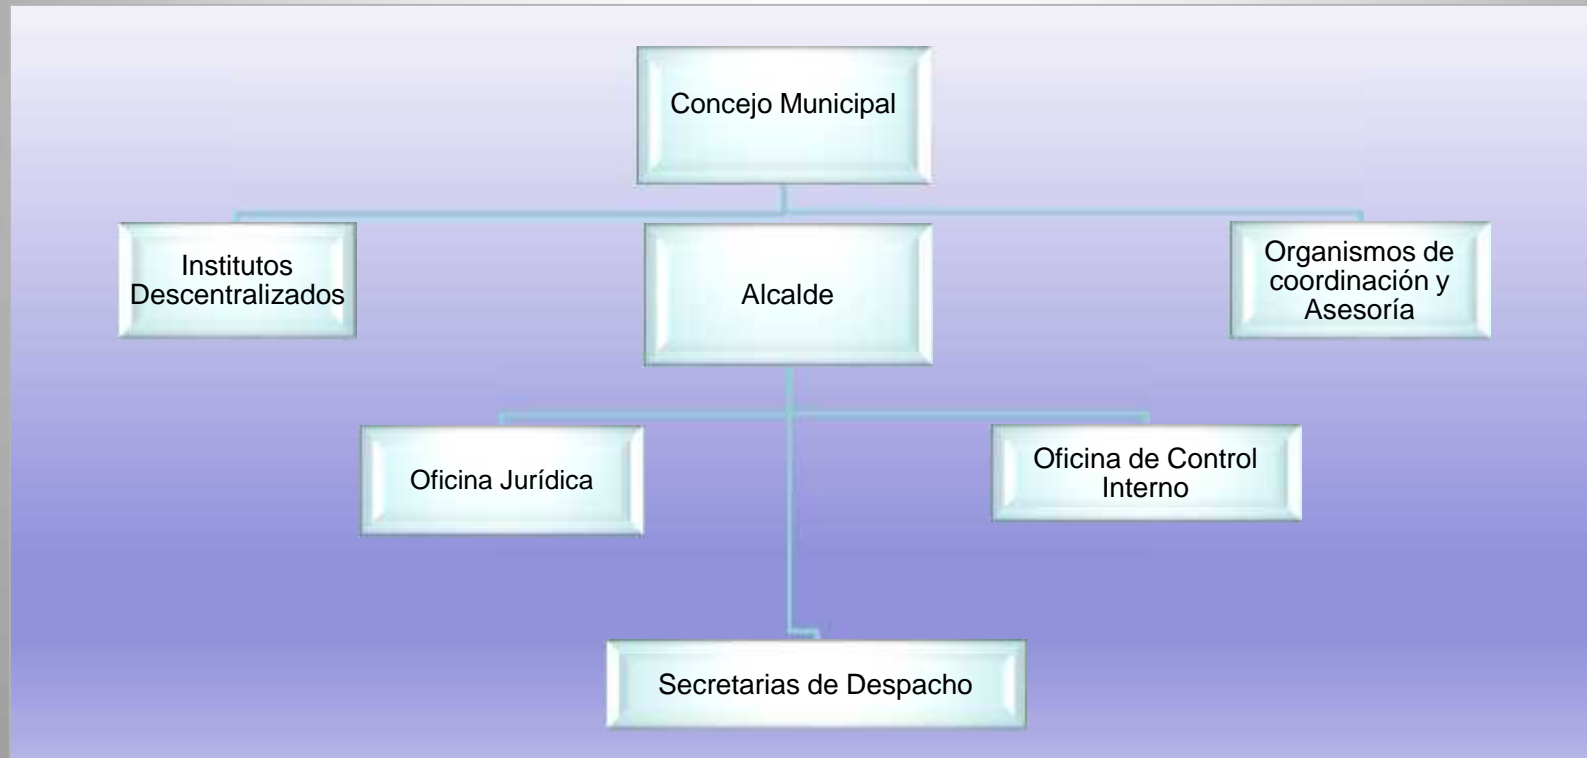 Concejo Municipal
Institutos
Descentralizados
Alcalde
Organismos de
coordinación y
Asesoría
Oficina Jurídica
Oficina de Control
Interno
Secretarias de Despacho